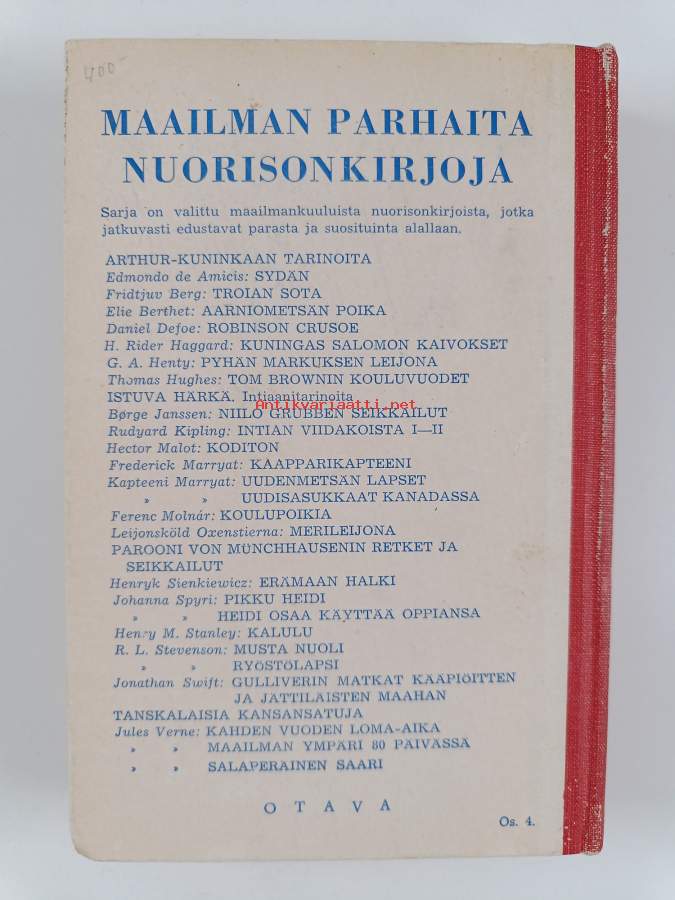 400
MAAILMAN PARHAITA
NUORISONKIRJOJA
Sarja on valittu maailmankuuluista nuorisonkirjoista, jotka
jatkuvasti edustavat parasta ja suosituinta alallaan.
ARTHUR-KUNINKAAN TARINOITA
Edmondo de Amicis: SYDÄN
Fridtjuv Berg: TROIAN SOTA
Elie Berthet: AARNIOMETSÄN POIKA
Daniel Defoe: ROBINSON CRUSOE
H. Rider Haggard: KUNINGAS SALOMON KAIVOKSET
G. A. Henty: PYHÄN MARKUKSEN LEIJONA
Thomas Hughes: TOM BROWNIN KOULUVUODET
ISTUVA HÄRKÄ. Intiaanitarinoita
Antikvariaatti.net
Børge Janssen: NIILO GRUBBEN SEIKKAILUT
Rudyard Kipling: INTIAN VIIDAKOISTA I—II
Hector Malot: KODITON
Frederick Marryat: KAAPPARIKAPTEENI
Kapteeni Marryat: UUDENMETSÄN LAPSET
» » UUDISASUKKAAT KANADASSA
Ferenc Molnár: KOULUPOIKIA
Leijonsköld Oxenstierna: MERILEIJONA
PAROONI VON MÜNCHHAUSENIN RETKET JA
SEIKKAILUT
Henryk Sienkiewicz: ERÄMAAN HALKI
Johanna Spyri: PIKKU HEIDI
» » HEIDI OSAA KÄYTTÄÄ OPPIANSA
Henry M. Stanley: KALULU
R. L. Stevenson: MUSTA NUOLI
» » RYÖSTÖLAPSI
Jonathan Swift: GULLIVERIN MATKAT KÄÄPIÖITTEN
JA JÄTTILÄISTEN MAAHAN
TANSKALAISIA KANSANSATUJA
Jules Verne: KAHDEN VUODEN LOMA-AIKA
» » MAAILMAN YMPÄRI 80 PÄIVÄSSÄ
» » SALAPERÄINEN SAARI
OTAVA
Os. 4.